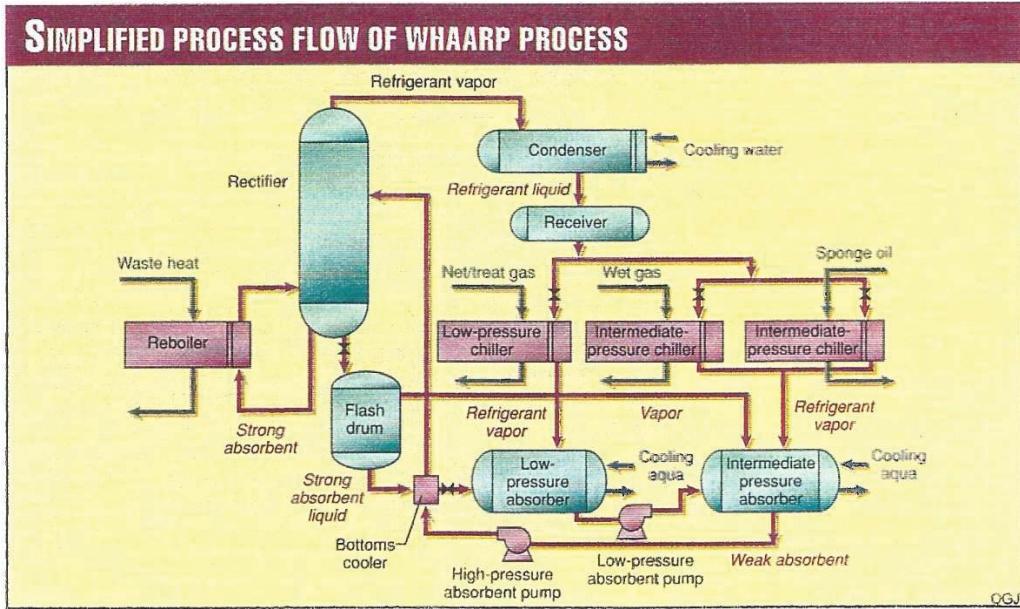 SIMPLIFIED PROCESS FLOW OF WHAARP PROCESS
Refrigerant vapor
Condenser
Cooling water
Rectifier
Refrigerant liquid
Receiver
Waste heat
Net/treat gas
Wet gas
Sponge oil
Reboiler
Low-pressure
chiller
Intermediate-
pressure chiller
Intermediate-
pressure chiller
Flash
drum
Refrigerant
vapor
Vapor
Refrigerant
vapor
Strong
absorbent
Strong
absorbent
liquid
Low-
pressure
absorber
Cooling
aqua
Intermediate
pressure
absorber
Cooling
aqua
Bottoms
cooler
High-pressure
absorbent pump
Low-pressure
absorbent pump
Weak absorbent
OGJ